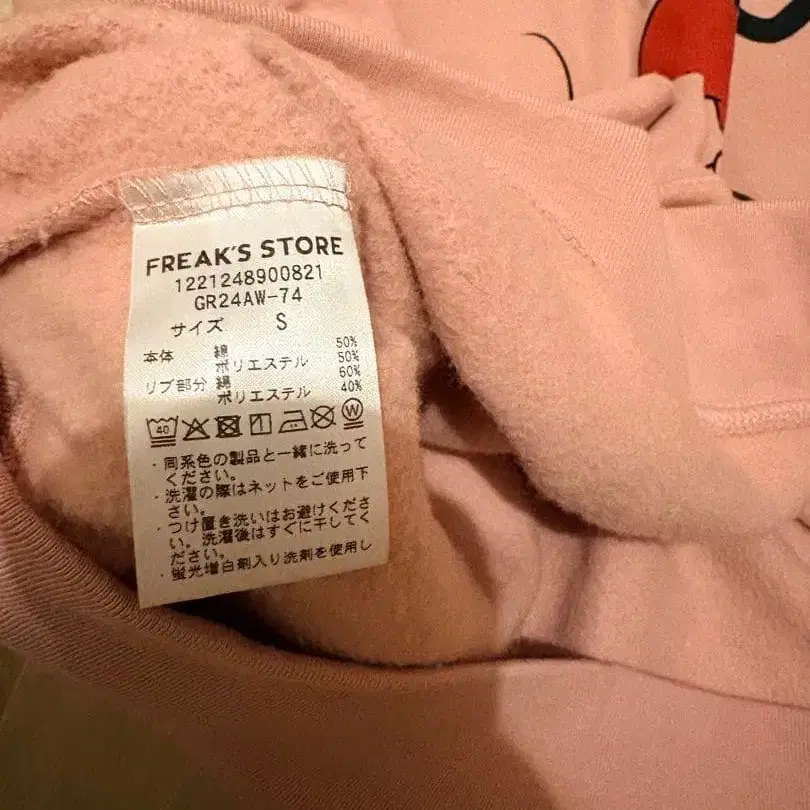 FREAK'S STORE
1221248900821
GR24AW-74
サイズ S
本体 綿 50%
ポリエステル 50%
リブ部分 綿 60%
ポリエステル 40%
40 W
・同系色の製品と一緒に洗って
ください。
・洗濯の際はネットをご使用下
さい。
・つけ置き洗いはお避けくださ
い。洗濯後はすぐに干してく
ださい。
・蛍光増白剤入り洗剤を使用し